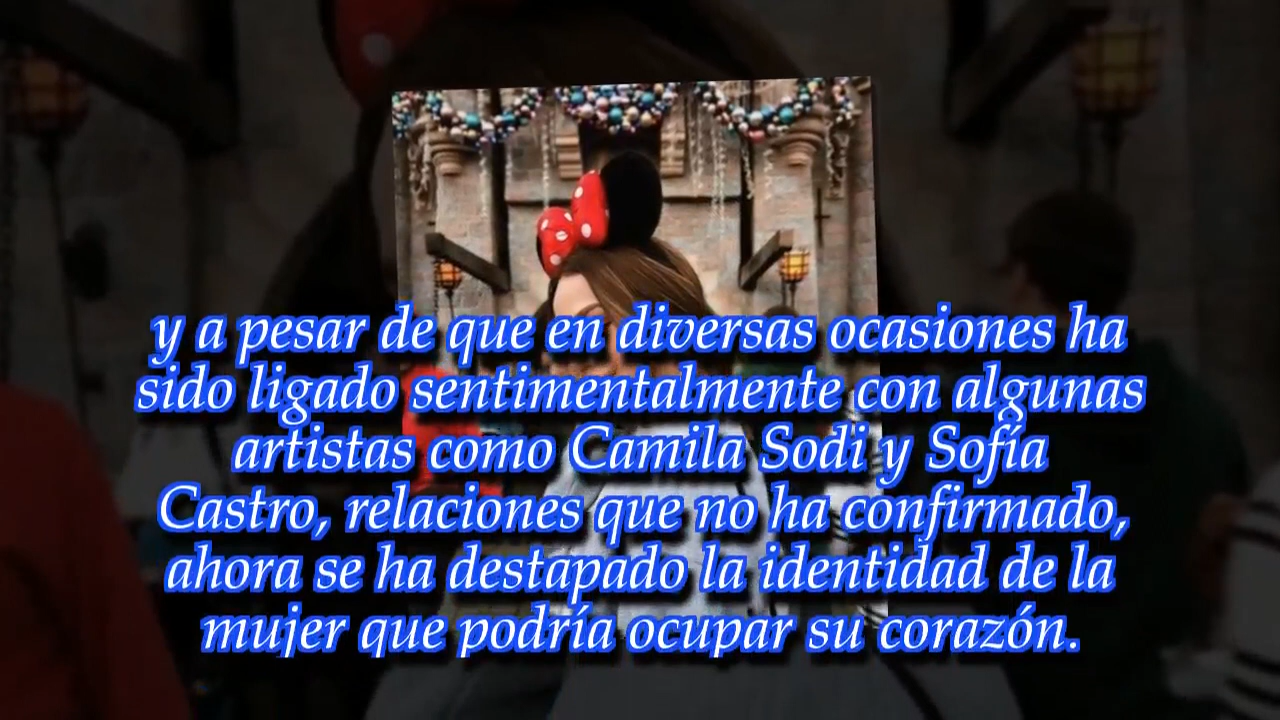 y a pesar de que en diversas ocasiones ha
sido ligado sentimentalmente con algunas
artistas como Camila Sodi y Sofía
Castro, relaciones que no ha confirmado,
ahora se ha destapado la identidad de la
mujer que podría ocupar su corazón.